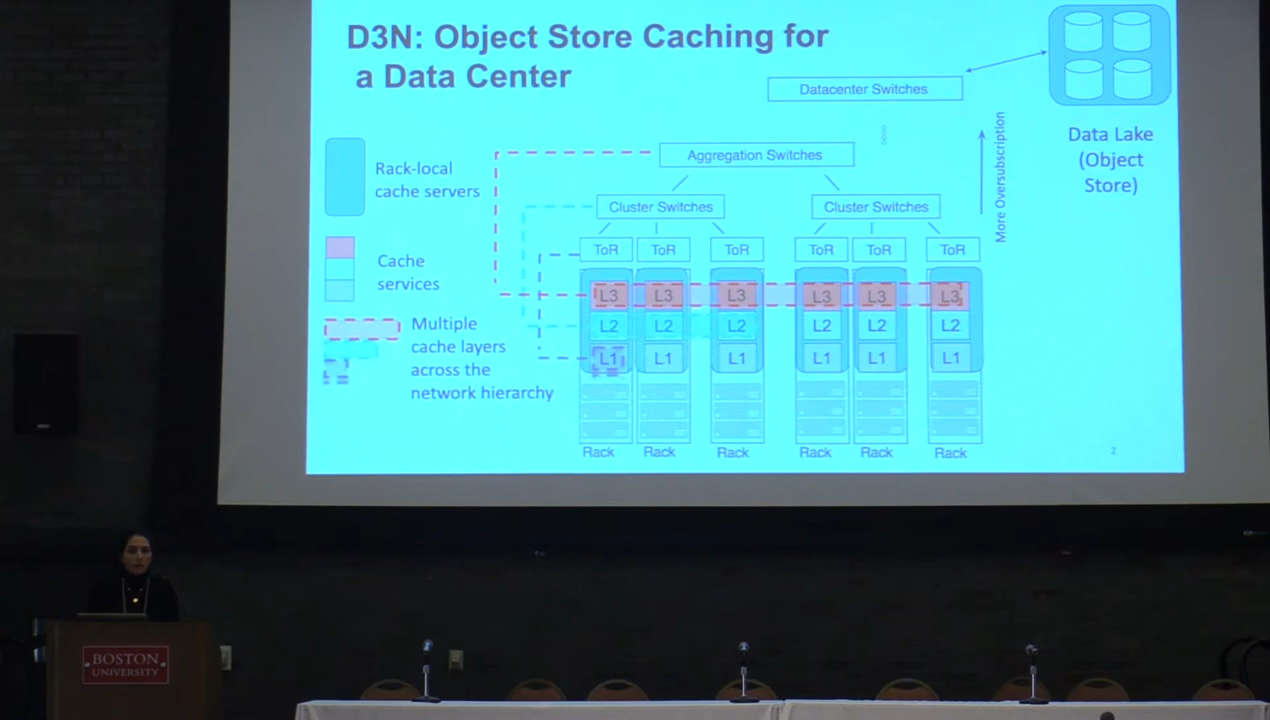 D3N: Object Store Caching for
a Data Center
Datacenter Switches
Data Lake
(Object
Store)
More Oversubscription
Aggregation Switches
Rack-local
cache servers
Cluster Switches
Cluster Switches
ToR
ToR
ToR
ToR
ToR
ToR
Cache
services
L3
L3
L3
L3
L3
L3
Multiple
cache layers
across the
network hierarchy
L2
L2
L2
L2
L2
L2
L1
L1
L1
L1
L1
L1
Rack
Rack
Rack
Rack
Rack
Rack
2
BOSTON
UNIVERSITY